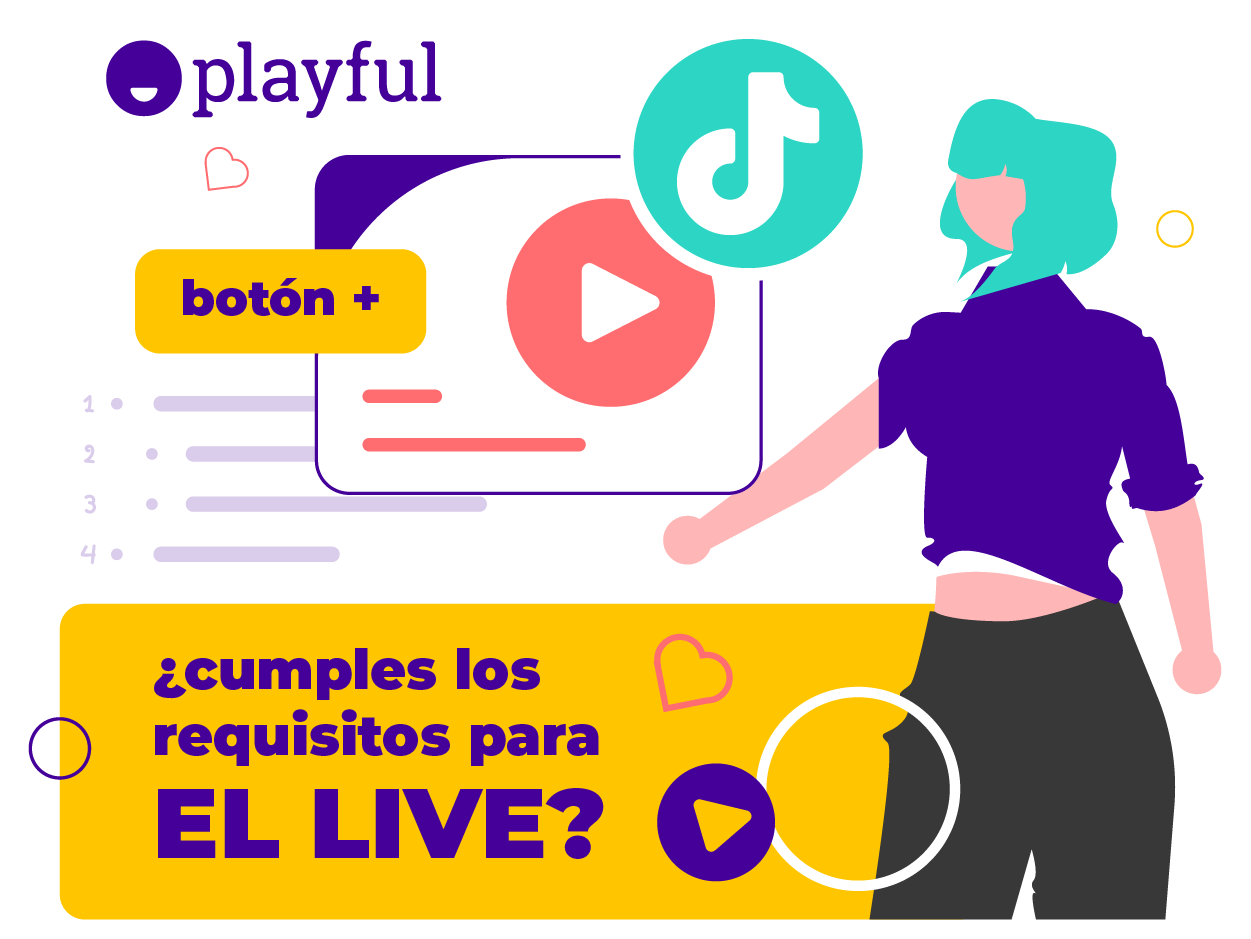 playful
botón +
1
2
3
4
¿cumples los
requisitos para
EL LIVE?